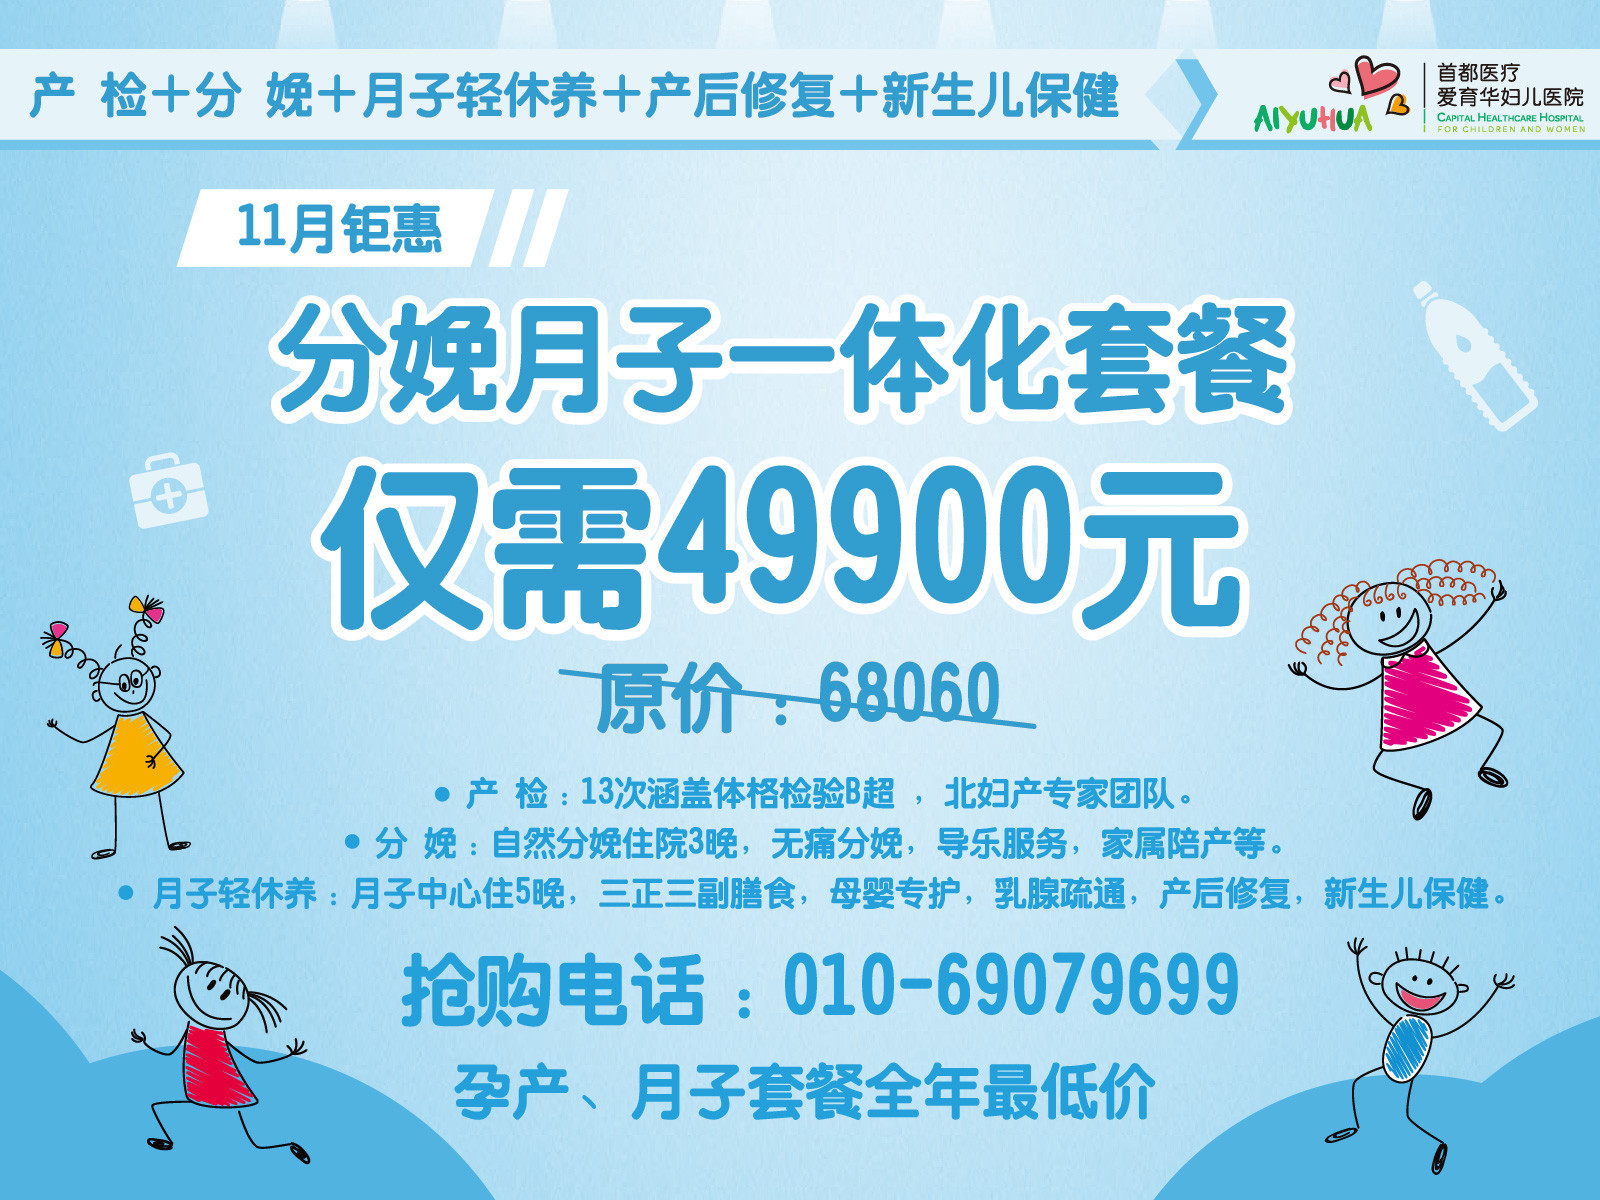 产 检+分 娩+月子轻休养+产后修复+新生儿保健
AIYUHUA
首都医疗
爱育华妇儿医院
CAPITAL HEALTHCARE HOSPITAL
FOR CHILDREN AND WOMEN
11月钜惠
分娩月子一体化套餐
仅需49900元
原价：68060
● 产 检：13次涵盖体格检验B超 ，北妇产专家团队。
● 分 娩：自然分娩住院3晚，无痛分娩，导乐服务，家属陪产等。
● 月子轻休养：月子中心住5晚，三正三副膳食，母婴专护，乳腺疏通，产后修复，新生儿保健。
抢购电话：010-69079699
孕产、月子套餐全年最低价